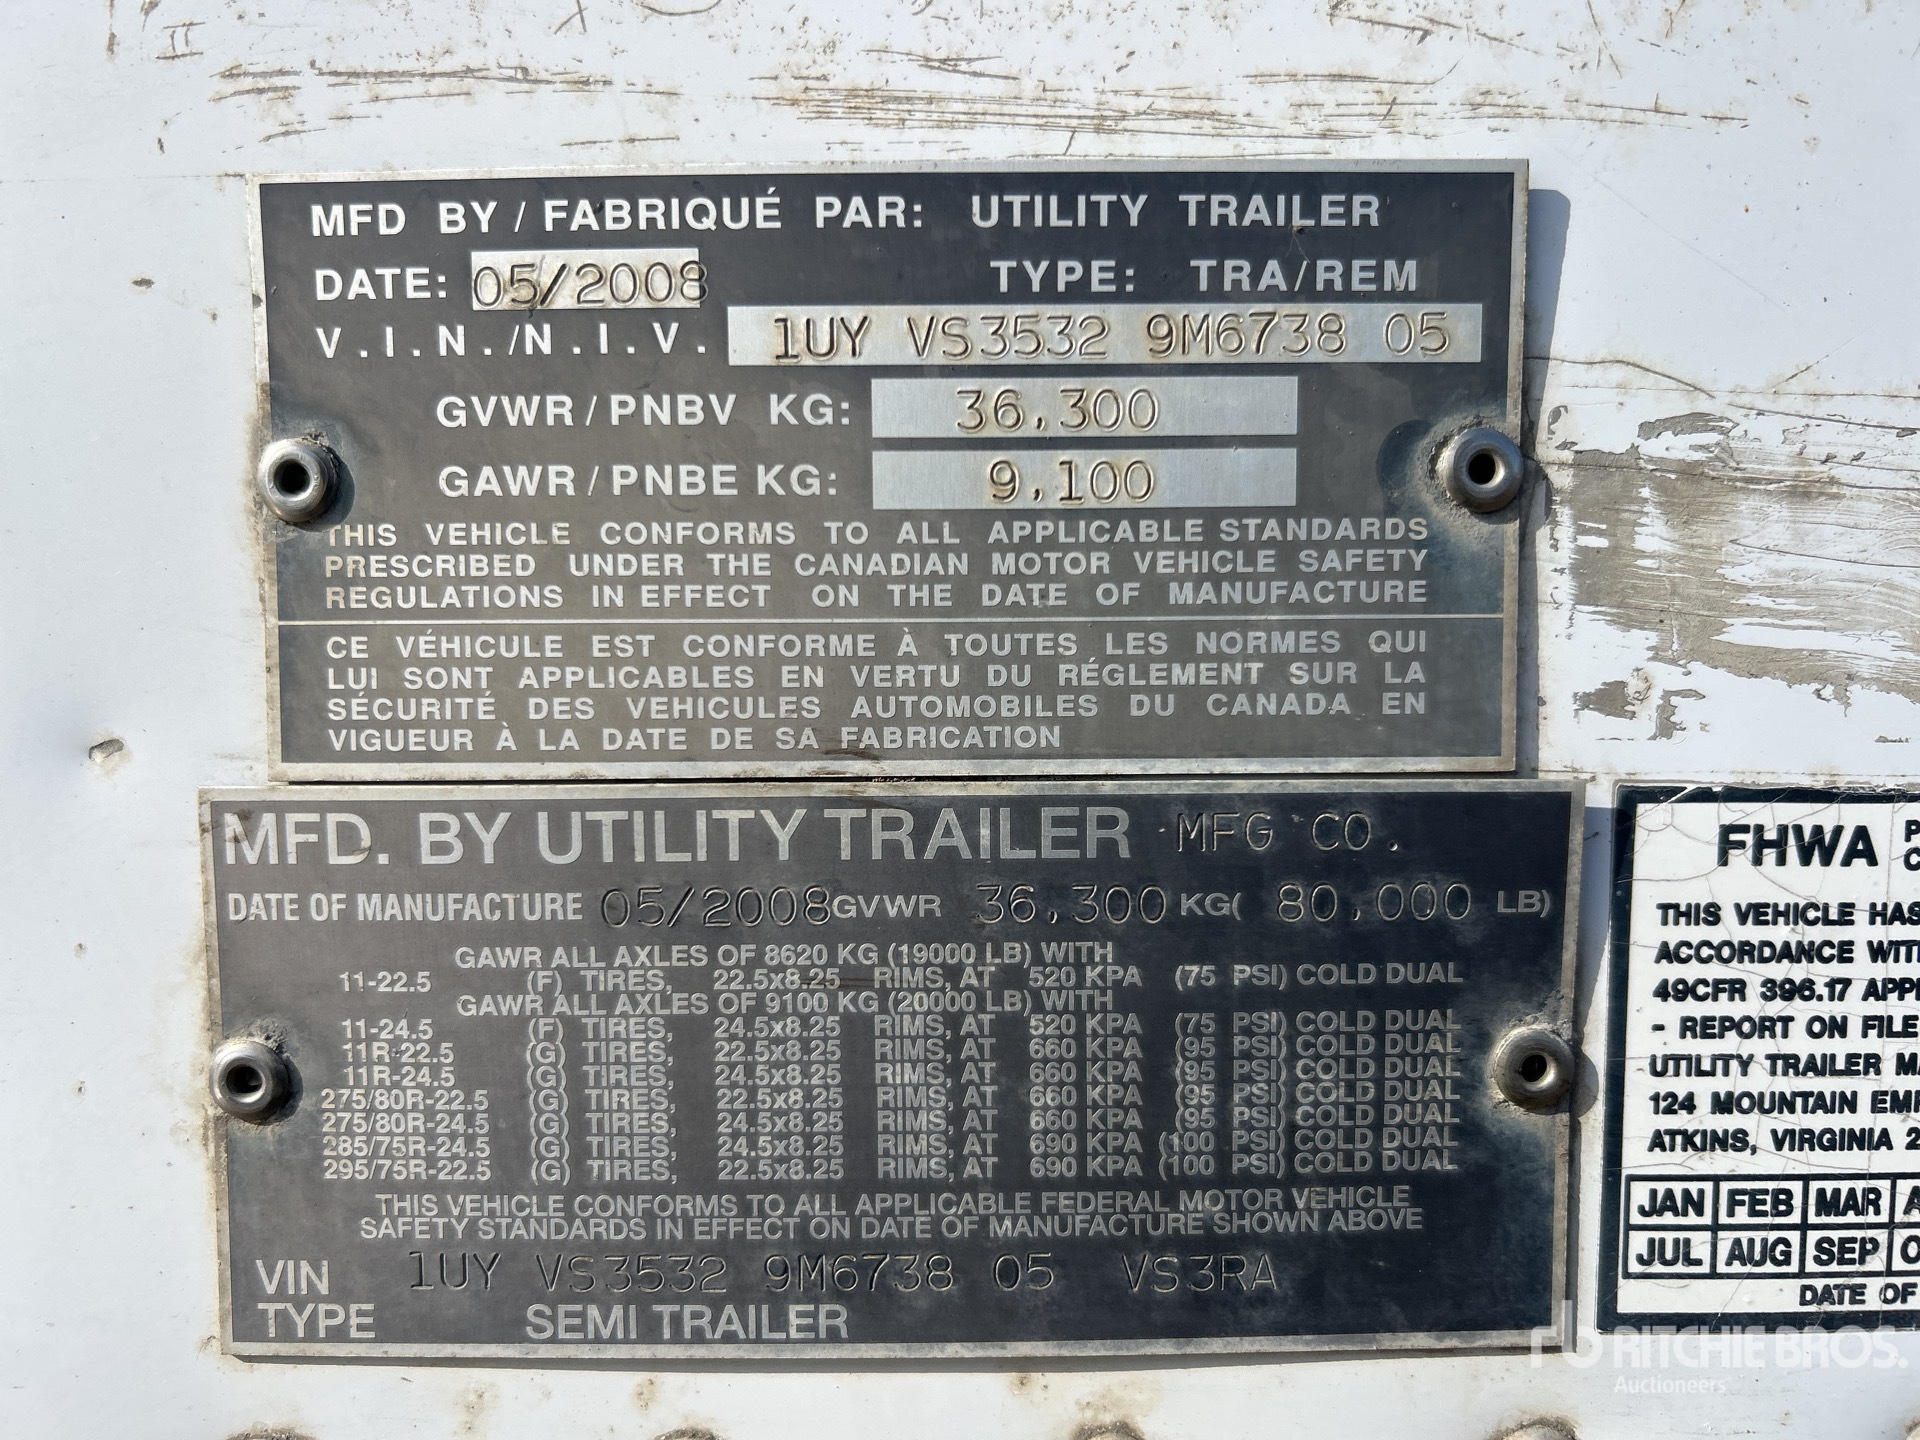 MFD BY / FABRIQUÉ PAR: UTILITY TRAILER
DATE: 05/2008 TYPE: TRA/REM
V.I.N./N.I.V. 1UY VS3532 9M6738 05
GVWR/PNBV KG: 36,300
GAWR/PNBE KG: 9,100
THIS VEHICLE CONFORMS TO ALL APPLICABLE STANDARDS
PRESCRIBED UNDER THE CANADIAN MOTOR VEHICLE SAFETY
REGULATIONS IN EFFECT ON THE DATE OF MANUFACTURE
CE VÉHICULE EST CONFORME À TOUTES LES NORMES QUI
LUI SONT APPLICABLES EN VERTU DU RÉGLEMENT SUR LA
SÉCURITÉ DES VEHICULES AUTOMOBILES DU CANADA EN
VIGUEUR À LA DATE DE SA FABRICATION
MFD. BY UTILITY TRAILER MFG CO.
DATE OF MANUFACTURE 05/2008 GVWR 36,300 KG( 80,000 LB)
GAWR ALL AXLES OF 8620 KG (19000 LB) WITH
11-22.5 (F) TIRES, 22.5x8.25 RIMS, AT 520 KPA (75 PSI) COLD DUAL
GAWR ALL AXLES OF 9100 KG (20000 LB) WITH
11-24.5 (F) TIRES, 24.5x8.25 RIMS, AT 520 KPA (75 PSI) COLD DUAL
11R-22.5 (G) TIRES, 22.5x8.25 RIMS, AT 660 KPA (95 PSI) COLD DUAL
11R-24.5 (G) TIRES, 24.5x8.25 RIMS, AT 660 KPA (95 PSI) COLD DUAL
275/80R-22.5 (G) TIRES, 22.5x8.25 RIMS, AT 660 KPA (95 PSI) COLD DUAL
275/80R-24.5 (G) TIRES, 24.5x8.25 RIMS, AT 660 KPA (95 PSI) COLD DUAL
285/75R-24.5 (G) TIRES, 24.5x8.25 RIMS, AT 690 KPA (100 PSI) COLD DUAL
295/75R-22.5 (G) TIRES, 22.5x8.25 RIMS, AT 690 KPA (100 PSI) COLD DUAL
THIS VEHICLE CONFORMS TO ALL APPLICABLE FEDERAL MOTOR VEHICLE
SAFETY STANDARDS IN EFFECT ON DATE OF MANUFACTURE SHOWN ABOVE
VIN 1UY VS3532 9M6738 05 VS3RA
TYPE SEMI TRAILER
FHWA
THIS VEHICLE HAS
ACCORDANCE
49CFR 396.17
- REPORT ON FILE
UTILITY TRAILER
124 MOUNTAIN
ATKINS, VIRGINIA
JAN FEB MAR
JUL AUG SEP
DATE OF
RITCHIE BROS.
Auctioneers